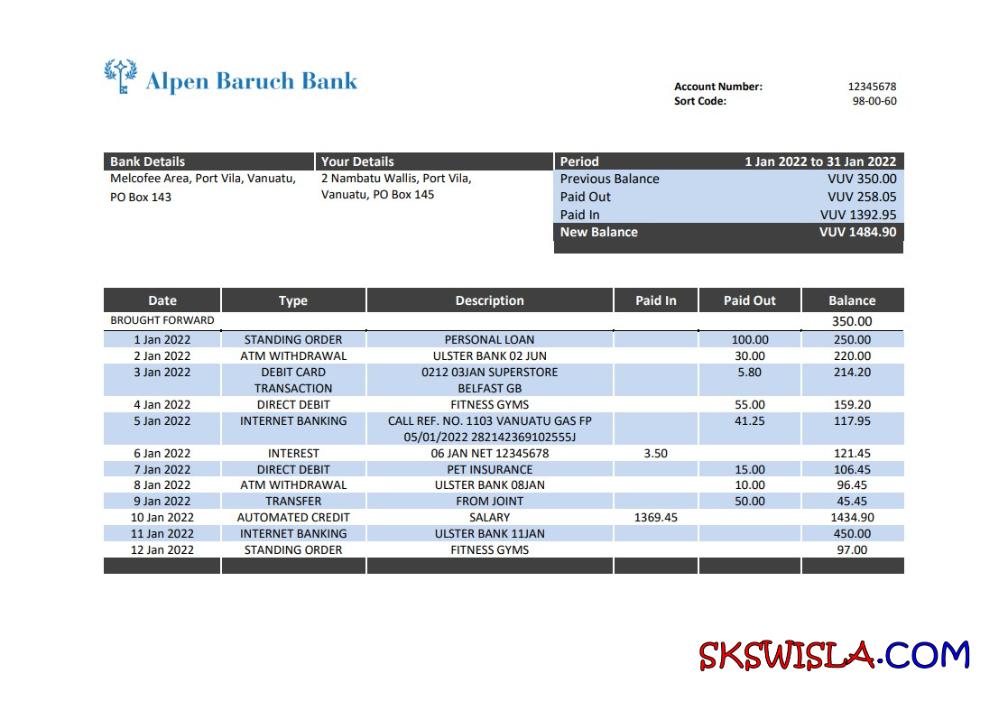 Alpen Baruch Bank
Account Number: 12345678
Sort Code: 98-00-60
Bank Details Your Details Period 1 Jan 2022 to 31 Jan 2022
Melcofee Area, Port Vila, Vanuatu, 2 Nambatu Wallis, Port Vila, Previous Balance VUV 350.00
PO Box 143 Vanuatu, PO Box 145 Paid Out VUV 258.05
Paid In VUV 1392.95
New Balance VUV 1484.90
Date Type Description Paid In Paid Out Balance
BROUGHT FORWARD 350.00
1 Jan 2022 STANDING ORDER PERSONAL LOAN 100.00 250.00
2 Jan 2022 ATM WITHDRAWAL ULSTER BANK 02 JUN 30.00 220.00
3 Jan 2022 DEBIT CARD 0212 03JAN SUPERSTORE 5.80 214.20
TRANSACTION BELFAST GB
4 Jan 2022 DIRECT DEBIT FITNESS GYMS 55.00 159.20
5 Jan 2022 INTERNET BANKING CALL REF. NO. 1103 VANUATU GAS FP 41.25 117.95
05/01/2022 282142369102555J
6 Jan 2022 INTEREST 06 JAN NET 12345678 3.50 121.45
7 Jan 2022 DIRECT DEBIT PET INSURANCE 15.00 106.45
8 Jan 2022 ATM WITHDRAWAL ULSTER BANK 08JAN 10.00 96.45
9 Jan 2022 TRANSFER FROM JOINT 50.00 45.45
10 Jan 2022 AUTOMATED CREDIT SALARY 1369.45 1434.90
11 Jan 2022 INTERNET BANKING ULSTER BANK 11JAN 450.00
12 Jan 2022 STANDING ORDER FITNESS GYMS 97.00
SKSWISLA.COM